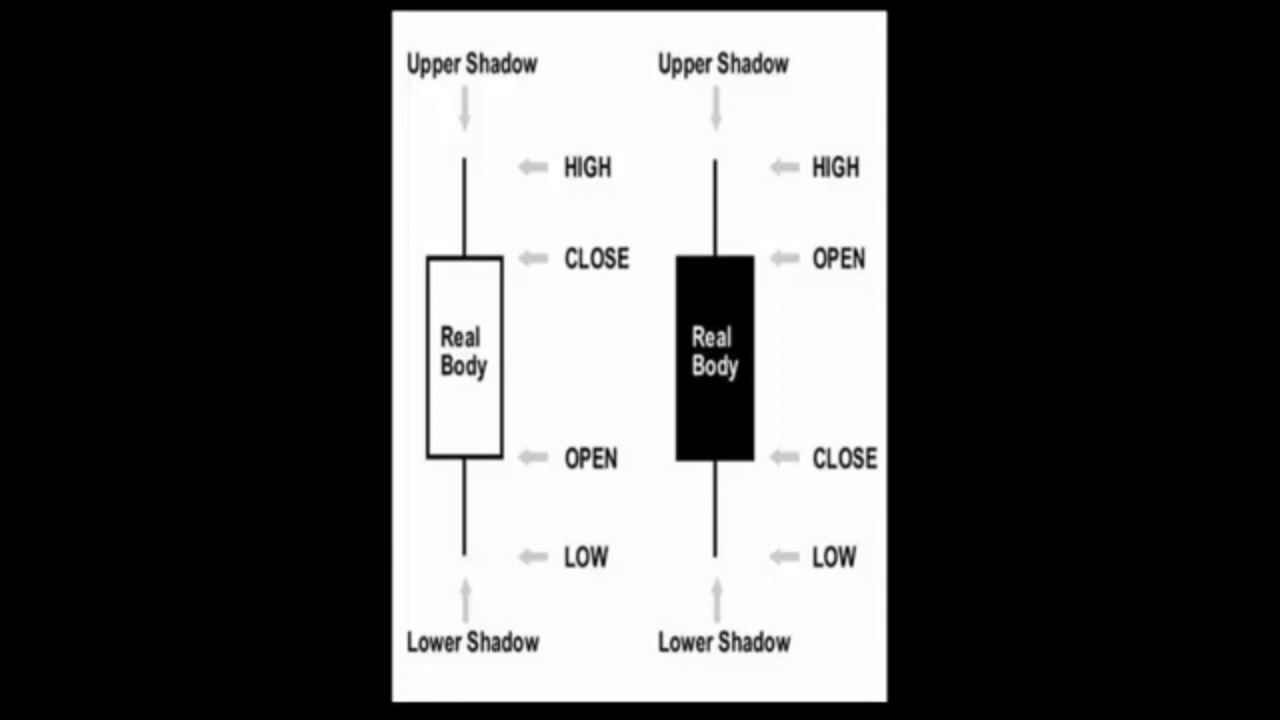 Upper Shadow
Upper Shadow
HIGH
HIGH
CLOSE
OPEN
Real
Body
Real
Body
OPEN
CLOSE
LOW
LOW
Lower Shadow
Lower Shadow